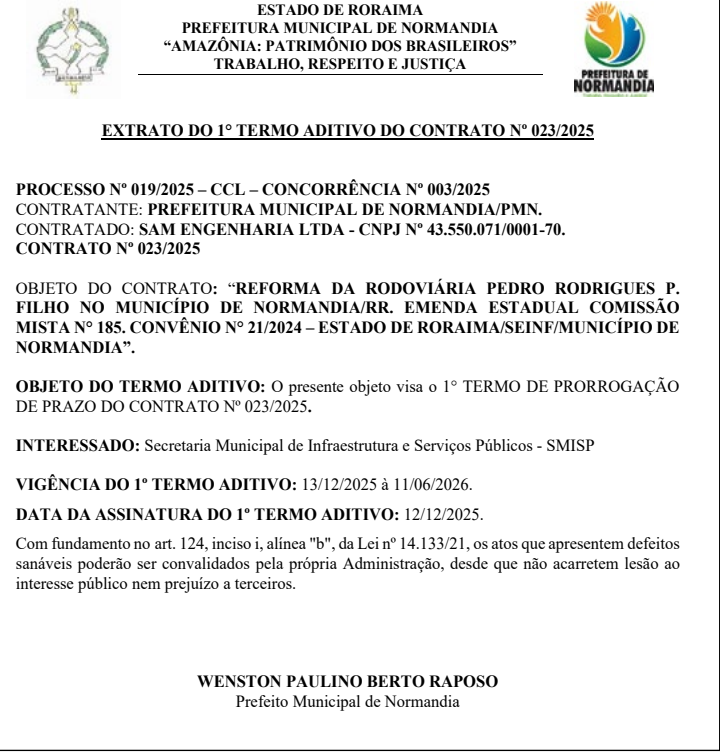 ESTADO DE RORAIMA
PREFEITURA MUNICIPAL DE NORMANDIA
“AMAZÔNIA: PATRIMÔNIO DOS BRASILEIROS”
TRABALHO, RESPEITO E JUSTIÇA
PREFEITURA DE
NORMANDIA
EXTRATO DO 1° TERMO ADITIVO DO CONTRATO Nº 023/2025
PROCESSO Nº 019/2025 – CCL – CONCORRÊNCIA Nº 003/2025
CONTRATANTE: PREFEITURA MUNICIPAL DE NORMANDIA/PMN.
CONTRATADO: SAM ENGENHARIA LTDA - CNPJ Nº 43.550.071/0001-70.
CONTRATO Nº 023/2025
OBJETO DO CONTRATO: “REFORMA DA RODOVIÁRIA PEDRO RODRIGUES P.
FILHO NO MUNICÍPIO DE NORMANDIA/RR. EMENDA ESTADUAL COMISSÃO
MISTA N° 185. CONVÊNIO N° 21/2024 – ESTADO DE RORAIMA/SEINF/MUNICÍPIO DE
NORMANDIA”.
OBJETO DO TERMO ADITIVO: O presente objeto visa o 1° TERMO DE PRORROGAÇÃO
DE PRAZO DO CONTRATO Nº 023/2025.
INTERESSADO: Secretaria Municipal de Infraestrutura e Serviços Públicos - SMISP
VIGÊNCIA DO 1º TERMO ADITIVO: 13/12/2025 à 11/06/2026.
DATA DA ASSINATURA DO 1º TERMO ADITIVO: 12/12/2025.
Com fundamento no art. 124, inciso i, alínea "b", da Lei nº 14.133/21, os atos que apresentem defeitos
sanáveis poderão ser convalidados pela própria Administração, desde que não acarretem lesão ao
interesse público nem prejuízo a terceiros.
WENSTON PAULINO BERTO RAPOSO
Prefeito Municipal de Normandia